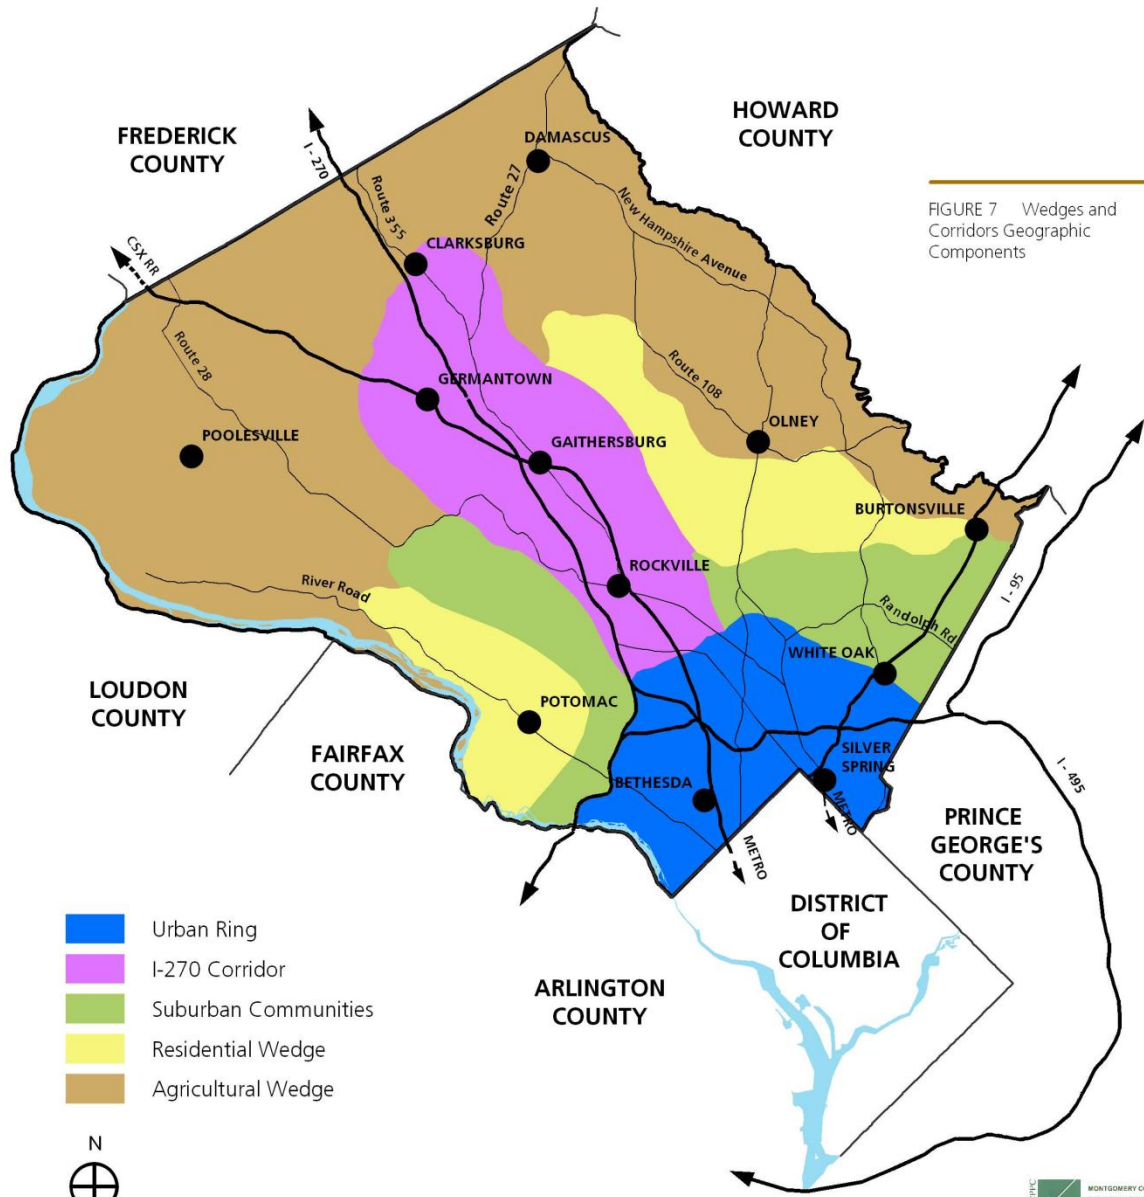 FREDERICK
COUNTY
HOWARD
COUNTY
DAMASCUS
I - 270
Route 355
Route 27
New Hampshire Avenue
FIGURE 7 Wedges and
Corridors Geographic
Components
CLARKSBURG
CSX RR
Route 28
Route 108
GERMANTOWN
OLNEY
POOLESVILLE
GAITHERSBURG
BURTONSVILLE
ROCKVILLE
River Road
Randolph Rd
I - 95
WHITE OAK
LOUDON
COUNTY
POTOMAC
FAIRFAX
COUNTY
SILVER
SPRING
BETHESDA
I - 495
METRO
METRO
PRINCE
GEORGE'S
COUNTY
DISTRICT
OF
COLUMBIA
ARLINGTON
COUNTY
Urban Ring
I-270 Corridor
Suburban Communities
Residential Wedge
Agricultural Wedge
N